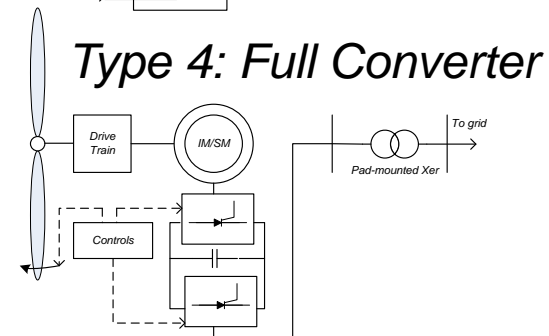 Type 4: Full Converter
Drive
Train
IM/SM
To grid
Pad-mounted Xer
Controls